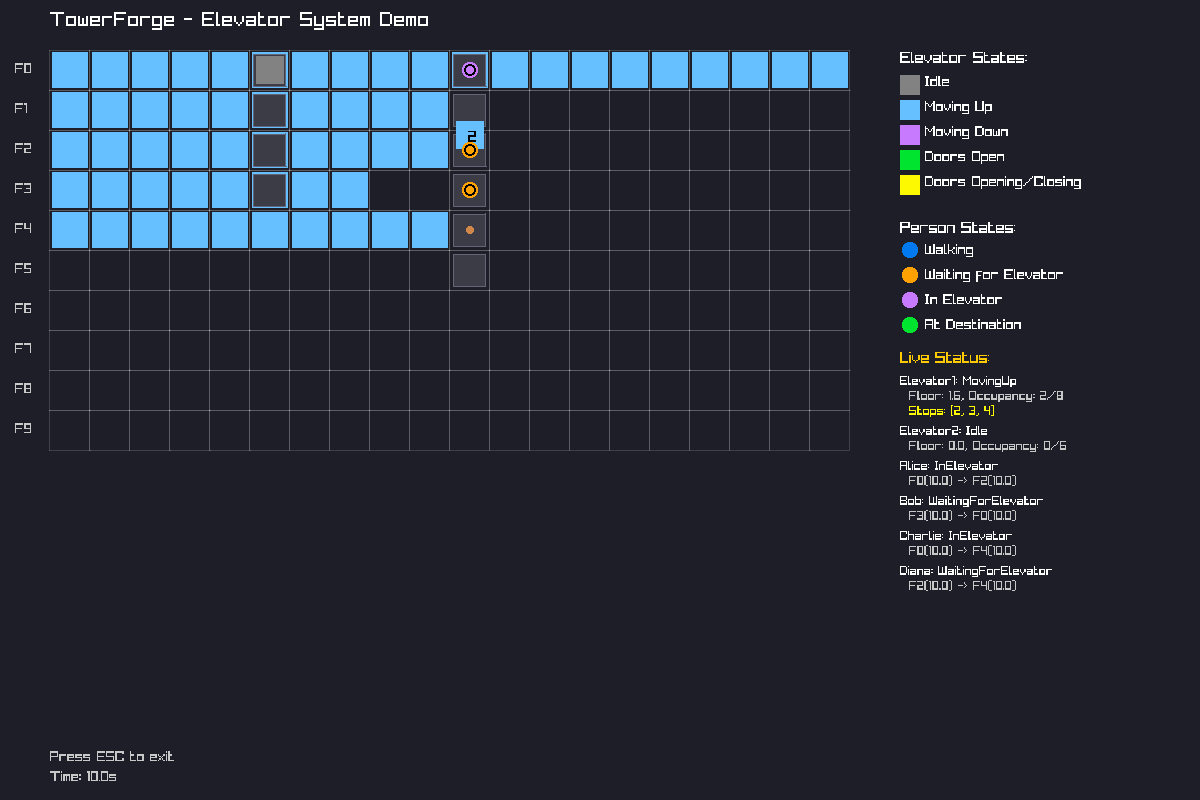 TowerForge - Elevator System Demo
F0
F1
F2
F3
F4
F5
F6
F7
F8
F9
2
Elevator States:
Idle
Moving Up
Moving Down
Doors Open
Doors Opening/Closing
Person States:
Walking
Waiting for Elevator
In Elevator
At Destination
Live Status:
Elevator1: MovingUp
Floor: 1.6, Occupancy: 2/8
Stops: [2, 3, 4]
Elevator2: Idle
Floor: 0.0, Occupancy: 0/6
Alice: InElevator
F0(10.0) -> F2(10.0)
Bob: WaitingForElevator
F3(10.0) -> F0(10.0)
Charlie: InElevator
F0(10.0) -> F4(10.0)
Diana: WaitingForElevator
F2(10.0) -> F4(10.0)
Press ESC to exit
Time: 10.0s